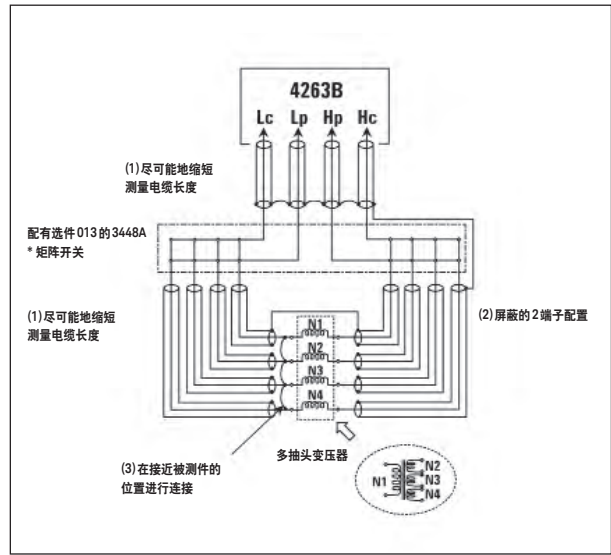 4263B
Lc Lp Hp Hc
(1)尽可能地缩短
测量电缆长度
配有选件013的3448A
*矩阵开关
(1)尽可能地缩短
测量电缆长度
N1
N2
N3
N4
(2)屏蔽的2端子配置
(3)在接近被测件的
位置进行连接
多抽头变压器
N1
N2
N3
N4